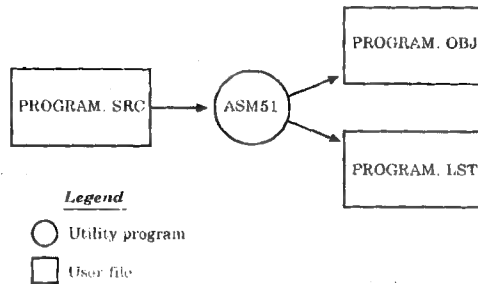 PROGRAM. OBJ
PROGRAM. SRC
ASM51
PROGRAM. LST
Legend
Utility program
User file